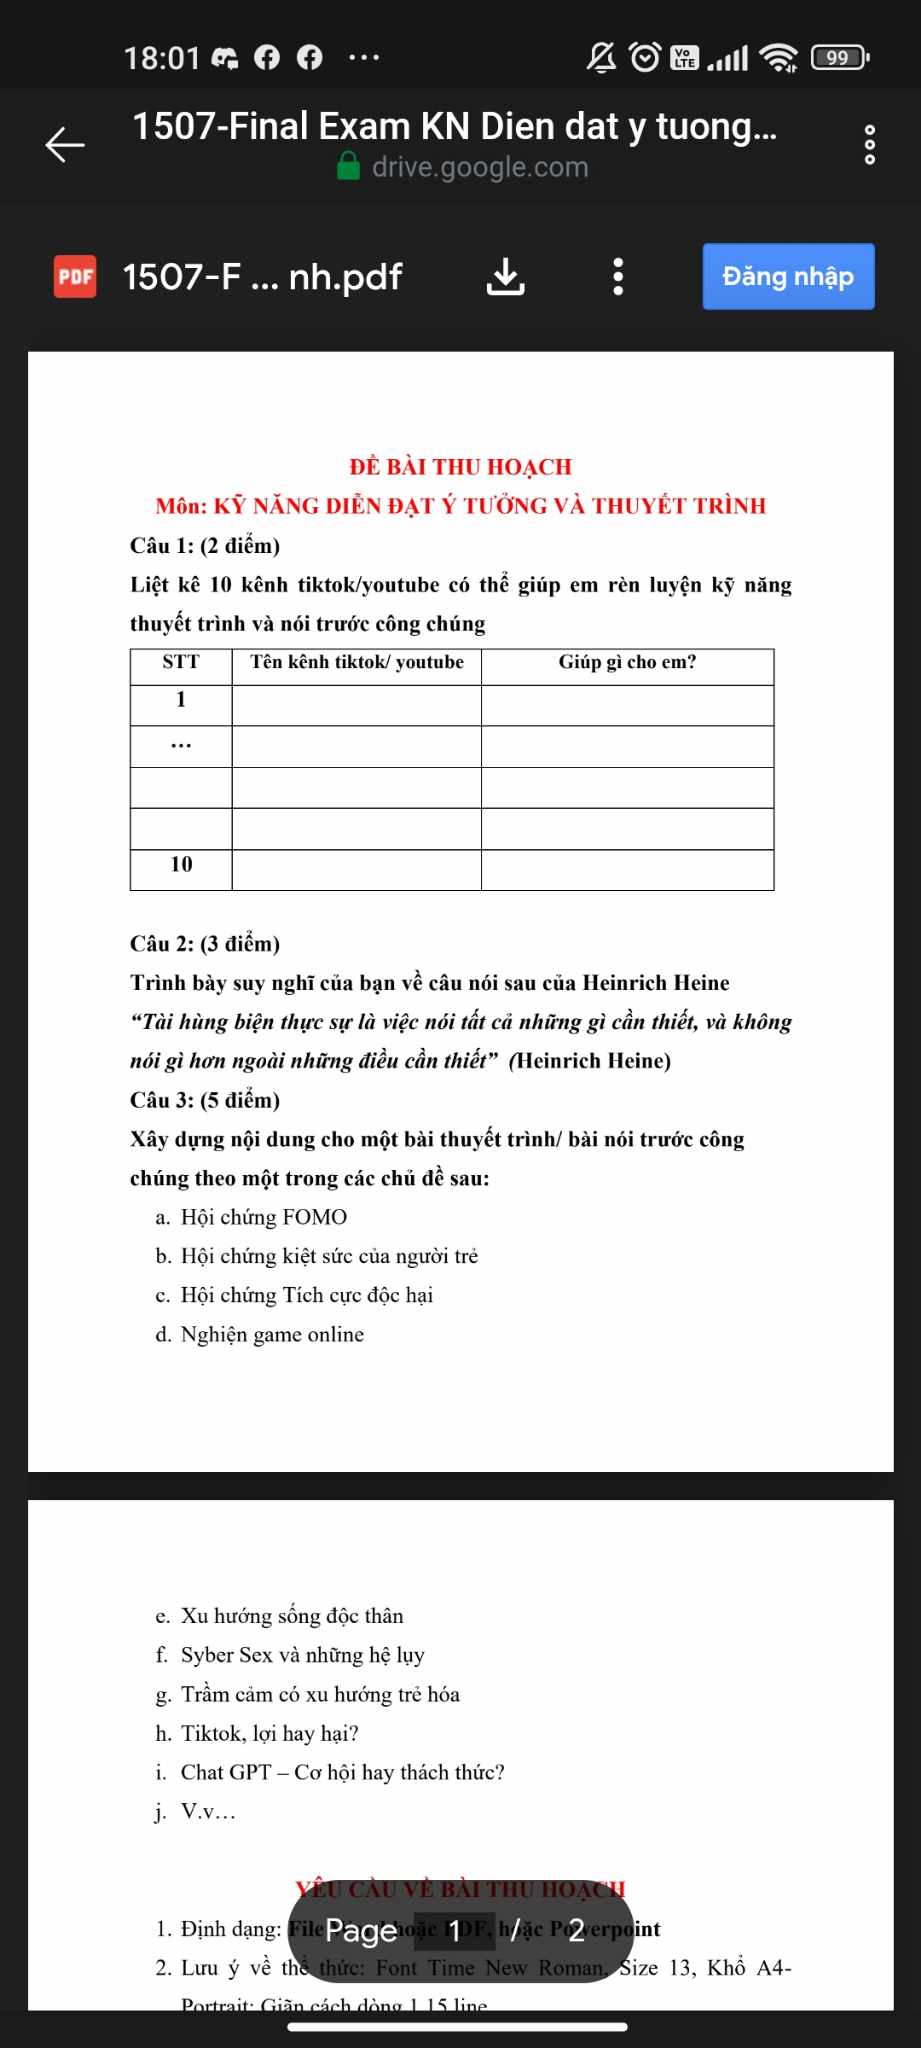 18:01 ...
Vo LTE 99
1507-Final Exam KN Dien dat y tuong...
drive.google.com
PDF 1507-F ... nh.pdf Đăng nhập
ĐỀ BÀI THU HOẠCH
Môn: KỸ NĂNG DIỄN ĐẠT Ý TƯỞNG VÀ THUYẾT TRÌNH
Câu 1: (2 điểm)
Liệt kê 10 kênh tiktok/youtube có thể giúp em rèn luyện kỹ năng
thuyết trình và nói trước công chúng
STT Tên kênh tiktok/ youtube Giúp gì cho em?
1
...
10
Câu 2: (3 điểm)
Trình bày suy nghĩ của bạn về câu nói sau của Heinrich Heine
“Tài hùng biện thực sự là việc nói tất cả những gì cần thiết, và không
nói gì hơn ngoài những điều cần thiết” (Heinrich Heine)
Câu 3: (5 điểm)
Xây dựng nội dung cho một bài thuyết trình/ bài nói trước công
chúng theo một trong các chủ đề sau:
a. Hội chứng FOMO
b. Hội chứng kiệt sức của người trẻ
c. Hội chứng Tích cực độc hại
d. Nghiện game online
e. Xu hướng sống độc thân
f. Syber Sex và những hệ lụy
g. Trầm cảm có xu hướng trẻ hóa
h. Tiktok, lợi hay hại?
i. Chat GPT – Cơ hội hay thách thức?
j. V.v…
YÊU CẦU VỀ BÀI THU HOẠCH
1. Định dạng: File hoặc PDF, hoặc Powerpoint
Page 1 / 2
2. Lưu ý về thể thức: Font Time New Roman, Size 13, Khổ A4-
Portrait; Giãn cách dòng 1.15 line